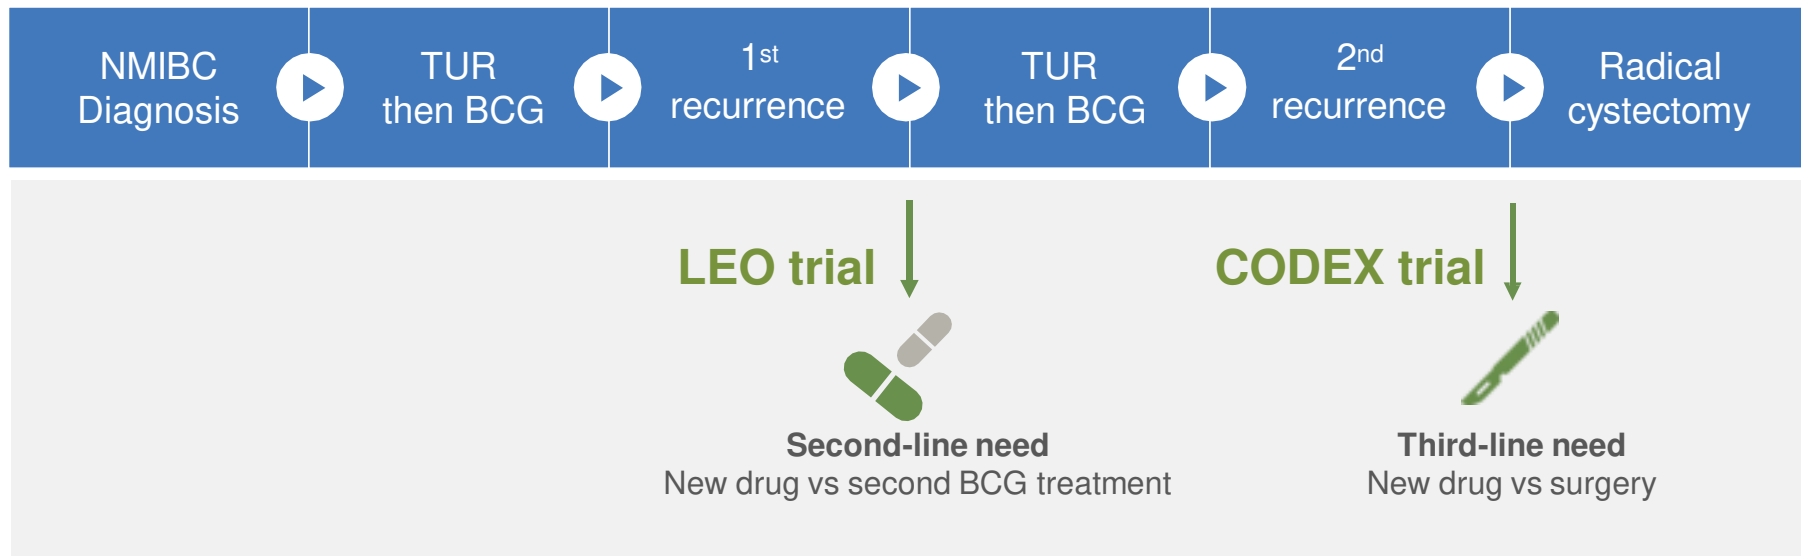 NMIBC
Diagnosis
TUR
then BCG
1st
recurrence
TUR
then BCG
2nd
recurrence
Radical
cystectomy
LEO trial
CODEX trial
Second-line need
New drug vs second BCG treatment
Third-line need
New drug vs surgery